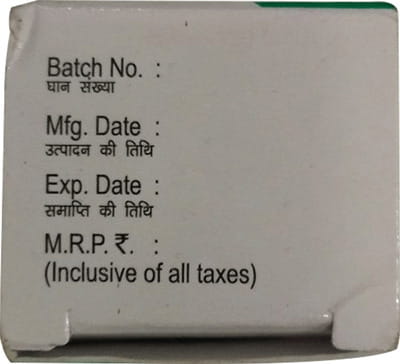 Batch No. :
घान संख्या
Mfg. Date :
उत्पादन की तिथि
Exp. Date :
समाप्ति की तिथि
M.R.P. ₹. :
(Inclusive of all taxes)